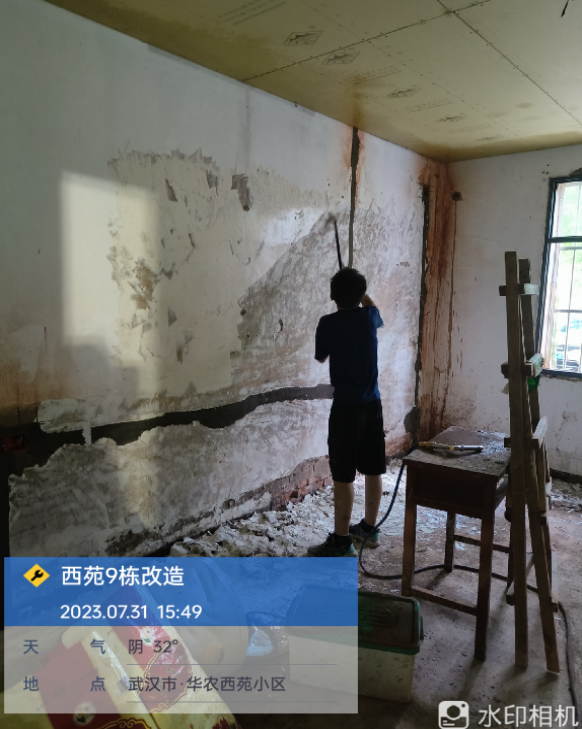 西苑9栋改造
2023.07.31 15:49
天 气 阴 32°
地 点 武汉市·华农西苑小区
水印相机